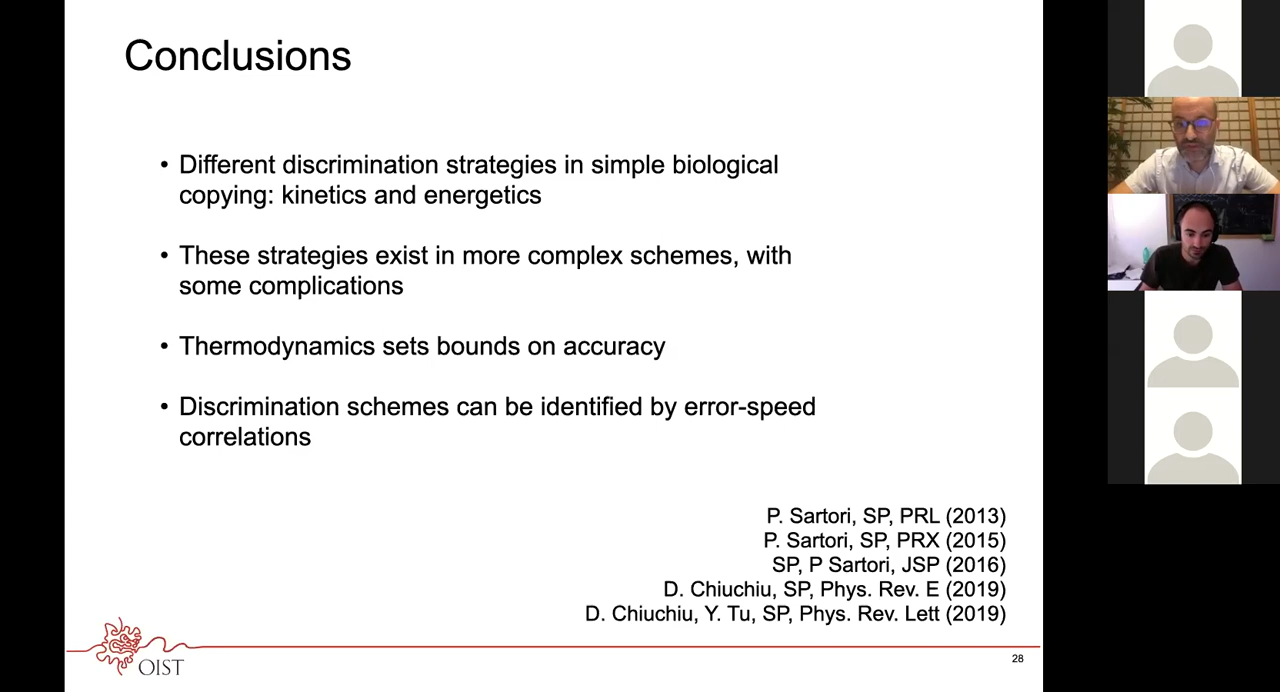 Conclusions
• Different discrimination strategies in simple biological
copying: kinetics and energetics
• These strategies exist in more complex schemes, with
some complications
• Thermodynamics sets bounds on accuracy
• Discrimination schemes can be identified by error-speed
correlations
P. Sartori, SP, PRL (2013)
P. Sartori, SP, PRX (2015)
SP, P Sartori, JSP (2016)
D. Chiuchiu, SP, Phys. Rev. E (2019)
D. Chiuchiu, Y. Tu, SP, Phys. Rev. Lett (2019)
OIST
28